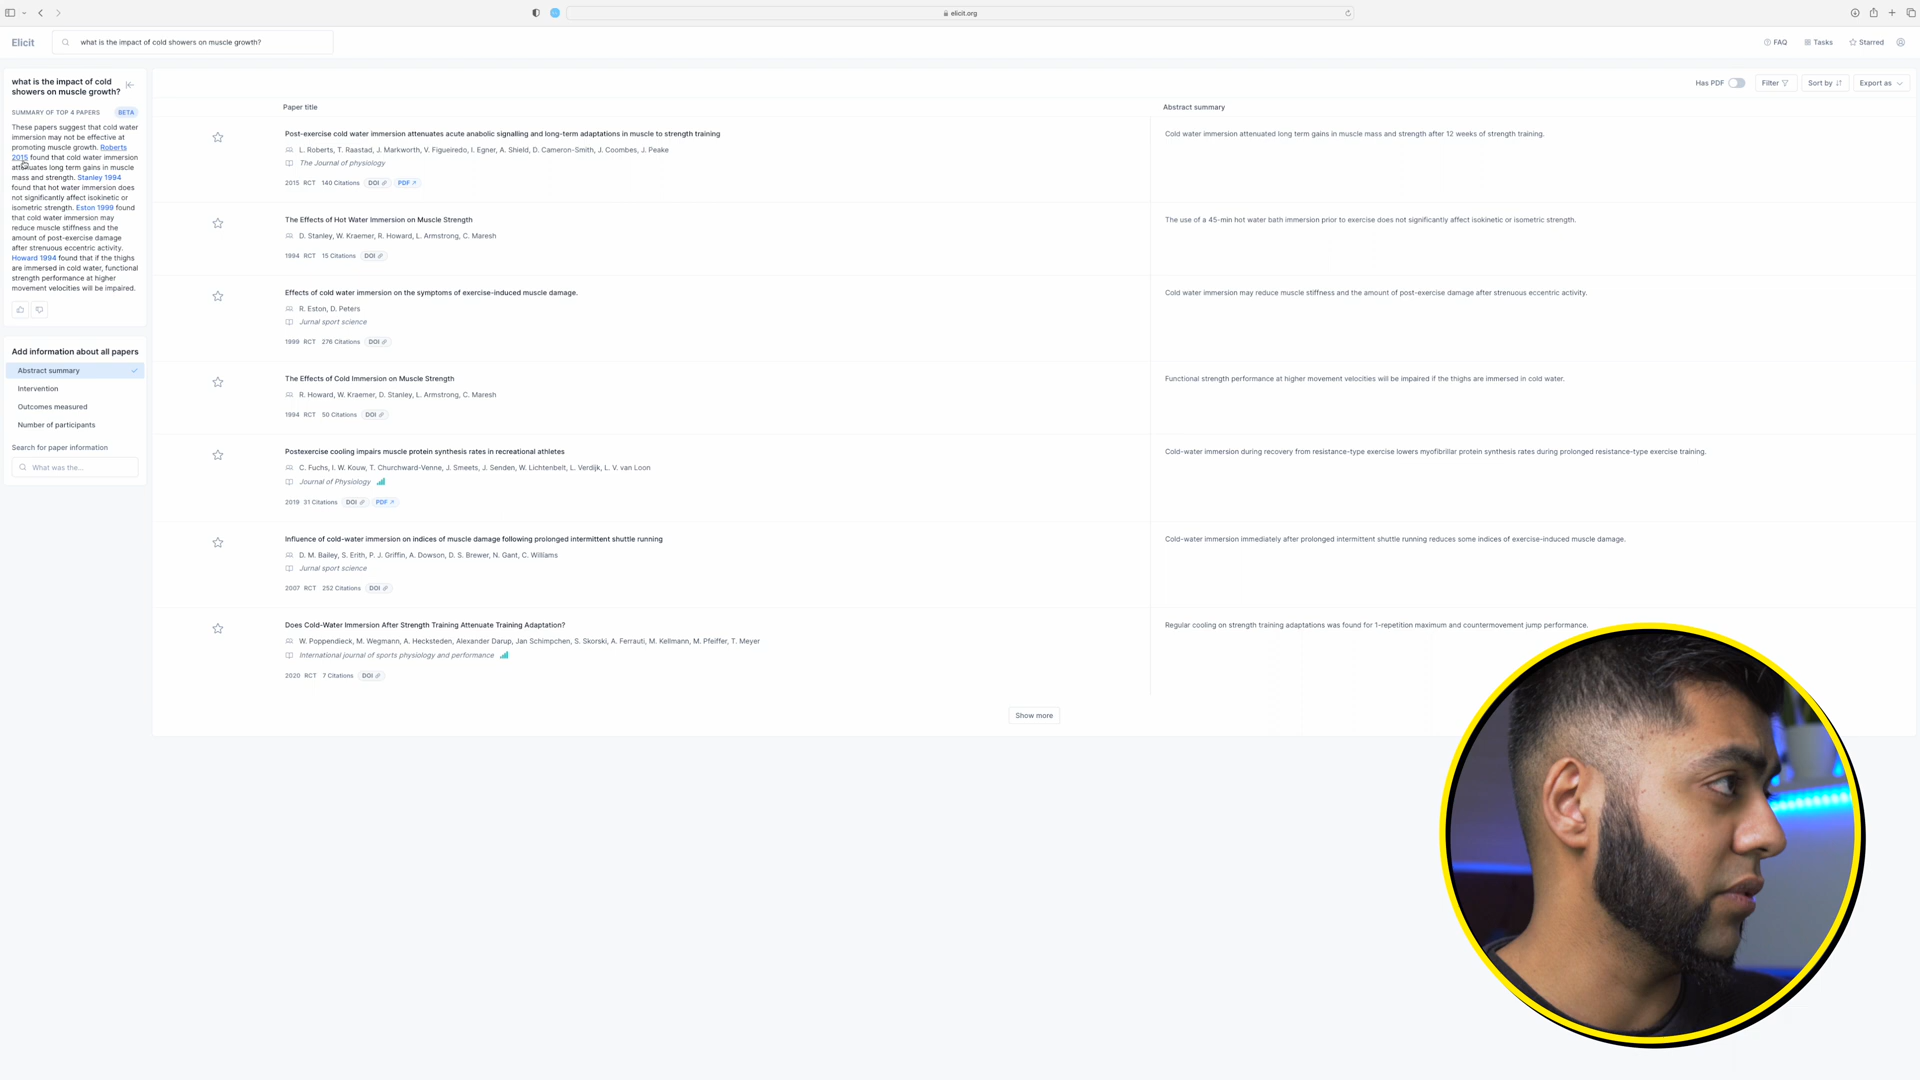 elicit.org
Elicit
what is the impact of cold showers on muscle growth?
FAQ
Tasks
Starred
what is the impact of cold
showers on muscle growth?
SUMMARY OF TOP 4 PAPERS
BETA
These papers suggest that cold water
immersion may not be effective at
promoting muscle growth. Roberts
2015 found that cold water immersion
attenuates long term gains in muscle
mass and strength. Stanley 1994
found that hot water immersion does
not significantly affect isokinetic or
isometric strength. Eston 1999 found
that cold water immersion may
reduce muscle stiffness and the
amount of post-exercise damage
after strenuous eccentric activity.
Howard 1994 found that if the thighs
are immersed in cold water, functional
strength performance at higher
movement velocities will be impaired.
Add information about all papers
Abstract summary
Intervention
Outcomes measured
Number of participants
Search for paper information
What was the...
Has PDF
Filter
Sort by
Export as
Paper title
Abstract summary
Post-exercise cold water immersion attenuates acute anabolic signalling and long-term adaptations in muscle to strength training
L. Roberts, T. Raastad, J. Markworth, V. Figueiredo, I. Egner, A. Shield, D. Cameron-Smith, J. Coombes, J. Peake
The Journal of physiology
2015 RCT 140 Citations DOI PDF
Cold water immersion attenuated long term gains in muscle mass and strength after 12 weeks of strength training.
The Effects of Hot Water Immersion on Muscle Strength
D. Stanley, W. Kraemer, R. Howard, L. Armstrong, C. Maresh
1994 RCT 15 Citations DOI
The use of a 45-min hot water bath immersion prior to exercise does not significantly affect isokinetic or isometric strength.
Effects of cold water immersion on the symptoms of exercise-induced muscle damage.
R. Eston, D. Peters
Jurnal sport science
1999 RCT 276 Citations DOI
Cold water immersion may reduce muscle stiffness and the amount of post-exercise damage after strenuous eccentric activity.
The Effects of Cold Immersion on Muscle Strength
R. Howard, W. Kraemer, D. Stanley, L. Armstrong, C. Maresh
1994 RCT 50 Citations DOI
Functional strength performance at higher movement velocities will be impaired if the thighs are immersed in cold water.
Postexercise cooling impairs muscle protein synthesis rates in recreational athletes
C. Fuchs, I. W. Kouw, T. Churchward-Venne, J. Smeets, J. Senden, W. Lichtenbelt, L. Verdijk, L. V. van Loon
Journal of Physiology
2019 31 Citations DOI PDF
Cold-water immersion during recovery from resistance-type exercise lowers myofibrillar protein synthesis rates during prolonged resistance-type exercise training.
Influence of cold-water immersion on indices of muscle damage following prolonged intermittent shuttle running
D. M. Bailey, S. Erith, P. J. Griffin, A. Dowson, D. S. Brewer, N. Gant, C. Williams
Jurnal sport science
2007 RCT 252 Citations DOI
Cold-water immersion immediately after prolonged intermittent shuttle running reduces some indices of exercise-induced muscle damage.
Does Cold-Water Immersion After Strength Training Attenuate Training Adaptation?
W. Poppendieck, M. Wegmann, A. Hecksteden, Alexander Darup, Jan Schimpchen, S. Skorski, A. Ferrauti, M. Kellmann, M. Pfeiffer, T. Meyer
International journal of sports physiology and performance
2020 RCT 7 Citations DOI
Regular cooling on strength training adaptations was found for 1-repetition maximum and countermovement jump performance.
Show more